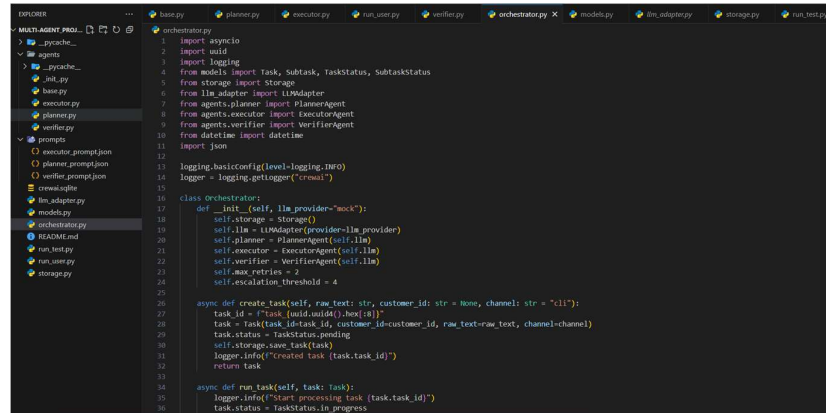 EXPLORER
base.py planner.py executor.py run_user.py verifier.py orchestrator.py models.py llm_adapter.py storage.py run_test.py
MULTI-AGENT_PROJ...
__pycache__
agents
__pycache__
_init_.py
base.py
executor.py
planner.py
verifier.py
prompts
executor_prompt.json
planner_prompt.json
verifier_prompt.json
crewai.sqlite
llm_adapter.py
models.py
orchestrator.py
README.md
run_test.py
run_user.py
storage.py
orchestrator.py
1 import asyncio
2 import uuid
3 import logging
4 from models import Task, Subtask, TaskStatus, SubtaskStatus
5 from storage import Storage
6 from llm_adapter import LLMAdapter
7 from agents.planner import PlannerAgent
8 from agents.executor import ExecutorAgent
9 from agents.verifier import VerifierAgent
10 from datetime import datetime
11 import json
12
13 logging.basicConfig(level=logging.INFO)
14 logger = logging.getLogger("crewai")
15
16 class Orchestrator:
17 def __init__(self, llm_provider="mock"):
18 self.storage = Storage()
19 self.llm = LLMAdapter(provider=llm_provider)
20 self.planner = PlannerAgent(self.llm)
21 self.executor = ExecutorAgent(self.llm)
22 self.verifier = VerifierAgent(self.llm)
23 self.max_retries = 2
24 self.escalation_threshold = 4
25
26 async def create_task(self, raw_text: str, customer_id: str = None, channel: str = "cli"):
27 task_id = f"task_{uuid.uuid4().hex[:8]}"
28 task = Task(task_id=task_id, customer_id=customer_id, raw_text=raw_text, channel=channel)
29 task.status = TaskStatus.pending
30 self.storage.save_task(task)
31 logger.info(f"Created task {task.task_id}")
32 return task
33
34 async def run_task(self, task: Task):
35 logger.info(f"Start processing task {task.task_id}")
36 task.status = TaskStatus.in_progress